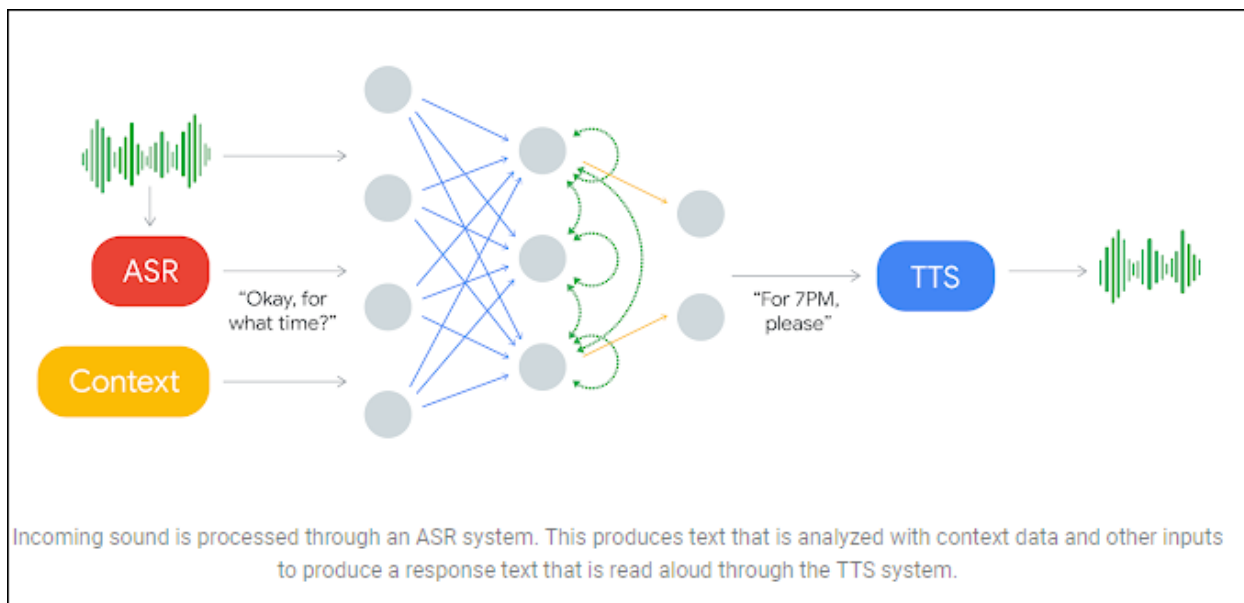 ASR
"Okay, for
what time?"
Context
"For 7PM,
please"
TTS
Incoming sound is processed through an ASR system. This produces text that is analyzed with context data and other inputs
to produce a response text that is read aloud through the TTS system.